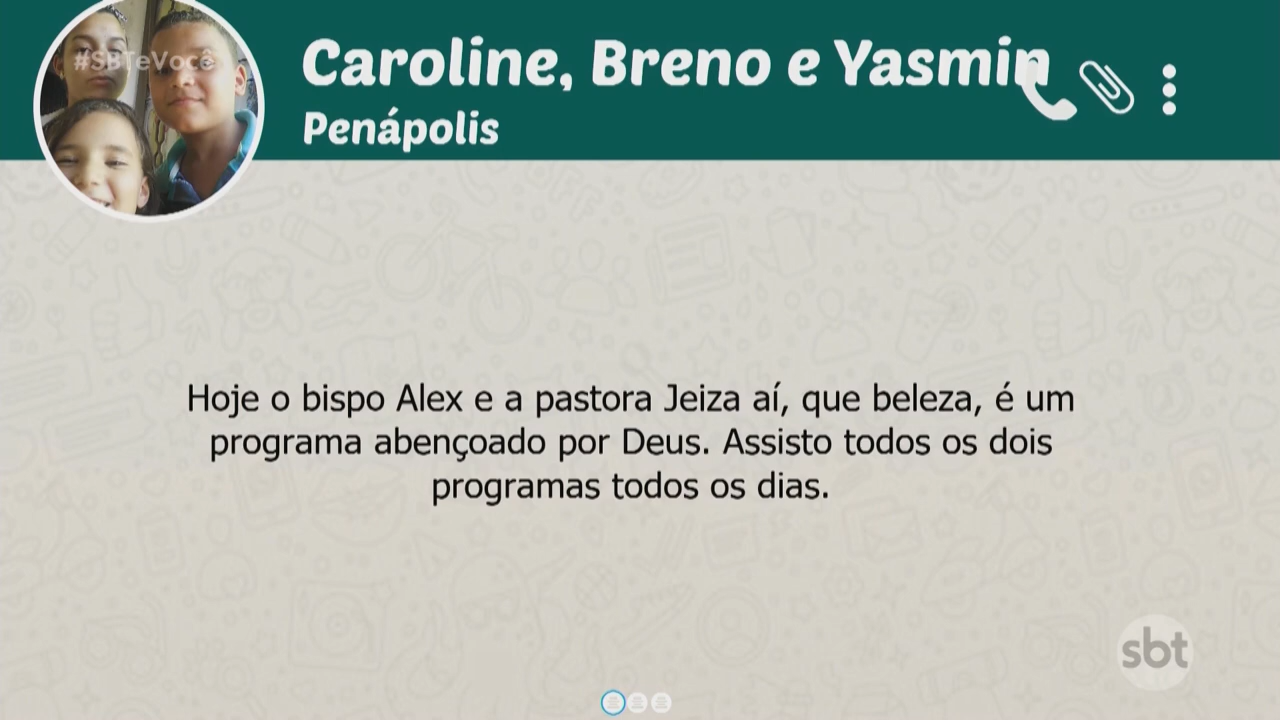 #SBTeVocê
Caroline, Breno e Yasmin
Penápolis
Hoje o bispo Alex e a pastora Jeiza aí, que beleza, é um
programa abençoado por Deus. Assisto todos os dois
programas todos os dias.
sbt